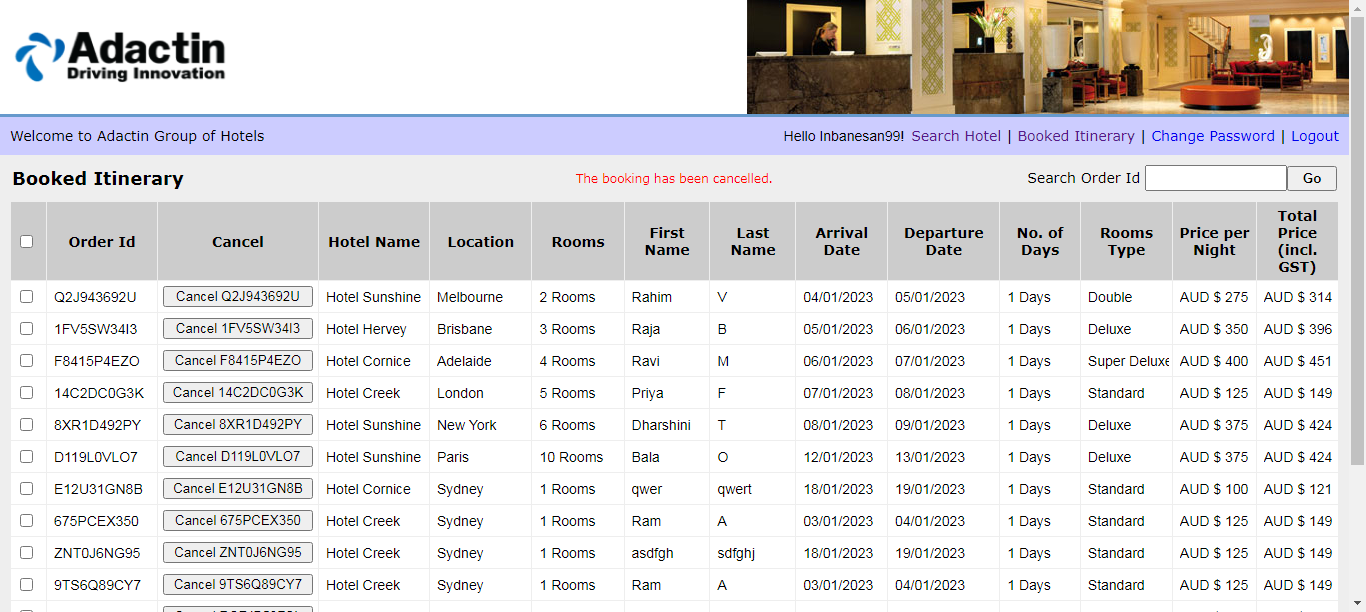 Adactin
Driving Innovation
Welcome to Adactin Group of Hotels
Hello Inbanesan99! Search Hotel | Booked Itinerary | Change Password | Logout
Booked Itinerary
The booking has been cancelled.
Search Order Id
Go
Order Id Cancel Hotel Name Location Rooms First Name Last Name Arrival Date Departure Date No. of Days Rooms Type Price per Night Total Price (incl. GST)
Q2J943692U Cancel Q2J943692U Hotel Sunshine Melbourne 2 Rooms Rahim V 04/01/2023 05/01/2023 1 Days Double AUD $ 275 AUD $ 314
1FV5SW34I3 Cancel 1FV5SW34I3 Hotel Hervey Brisbane 3 Rooms Raja B 05/01/2023 06/01/2023 1 Days Deluxe AUD $ 350 AUD $ 396
F8415P4EZO Cancel F8415P4EZO Hotel Cornice Adelaide 4 Rooms Ravi M 06/01/2023 07/01/2023 1 Days Super Deluxe AUD $ 400 AUD $ 451
14C2DC0G3K Cancel 14C2DC0G3K Hotel Creek London 5 Rooms Priya F 07/01/2023 08/01/2023 1 Days Standard AUD $ 125 AUD $ 149
8XR1D492PY Cancel 8XR1D492PY Hotel Sunshine New York 6 Rooms Dharshini T 08/01/2023 09/01/2023 1 Days Deluxe AUD $ 375 AUD $ 424
D119L0VLO7 Cancel D119L0VLO7 Hotel Sunshine Paris 10 Rooms Bala O 12/01/2023 13/01/2023 1 Days Deluxe AUD $ 375 AUD $ 424
E12U31GN8B Cancel E12U31GN8B Hotel Cornice Sydney 1 Rooms qwer qwert 18/01/2023 19/01/2023 1 Days Standard AUD $ 100 AUD $ 121
675PCEX350 Cancel 675PCEX350 Hotel Creek Sydney 1 Rooms Ram A 03/01/2023 04/01/2023 1 Days Standard AUD $ 125 AUD $ 149
ZNT0J6NG95 Cancel ZNT0J6NG95 Hotel Creek Sydney 1 Rooms asdfgh sdfghj 18/01/2023 19/01/2023 1 Days Standard AUD $ 125 AUD $ 149
9TS6Q89CY7 Cancel 9TS6Q89CY7 Hotel Creek Sydney 1 Rooms Ram A 03/01/2023 04/01/2023 1 Days Standard AUD $ 125 AUD $ 149